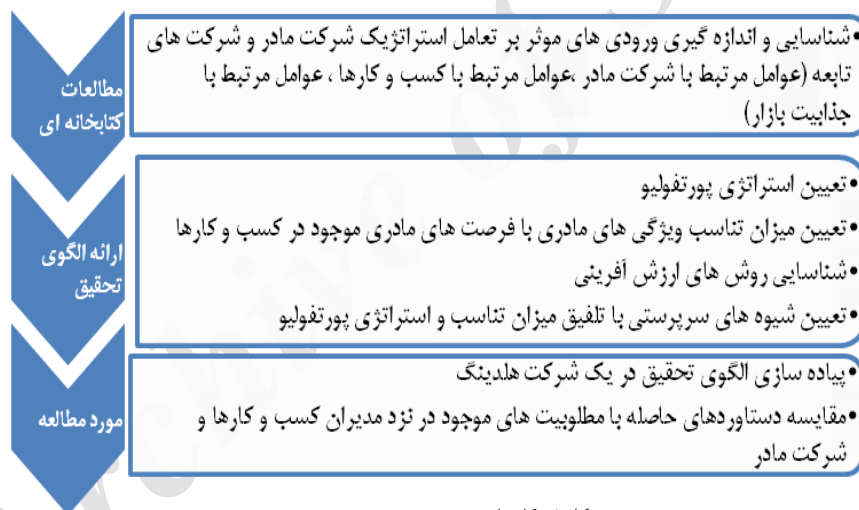 •شناسایی و اندازه گیری ورودی های موثر بر تعامل استراتژیک شرکت مادر و شرکت های
تابعه (عوامل مرتبط با شرکت مادر ،عوامل مرتبط با کسب و کارها ، عوامل مرتبط با
جذابیت بازار)
مطالعات
کتابخانه ای
•تعیین استراتژی پورتفولیو
•تعیین میزان تناسب ویژگی های مادری با فرصت های مادری موجود در کسب و کارها
•شناسایی روش های ارزش آفرینی
•تعیین شیوه های سرپرستی با تلفیق میزان تناسب و استراتژی پورتفولیو
ارائه الگوی
تحقیق
•پیاده سازی الگوی تحقیق در یک شرکت هلدینگ
•مقایسه دستاوردهای حاصله با مطلوبیت های موجود در نزد مدیران کسب و کارها و
شرکت مادر
مورد مطالعه
rchive of